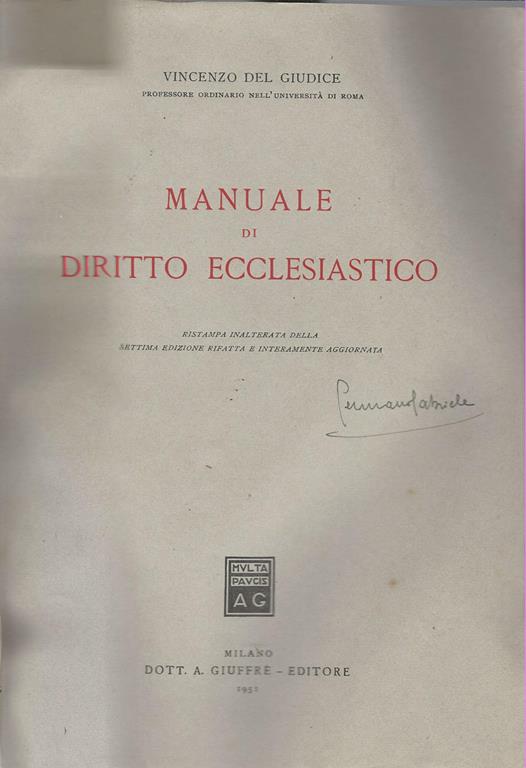 VINCENZO DEL GIUDICE
PROFESSORE ORDINARIO NELL'UNIVERSITÀ DI ROMA
MANUALE
DI
DIRITTO ECCLESIASTICO
RISTAMPA INALTERATA DELLA
SETTIMA EDIZIONE RIFATTA E INTERAMENTE AGGIORNATA
MVLTA
PAVCIS
AG
MILANO
DOTT. A. GIUFFRÈ - EDITORE